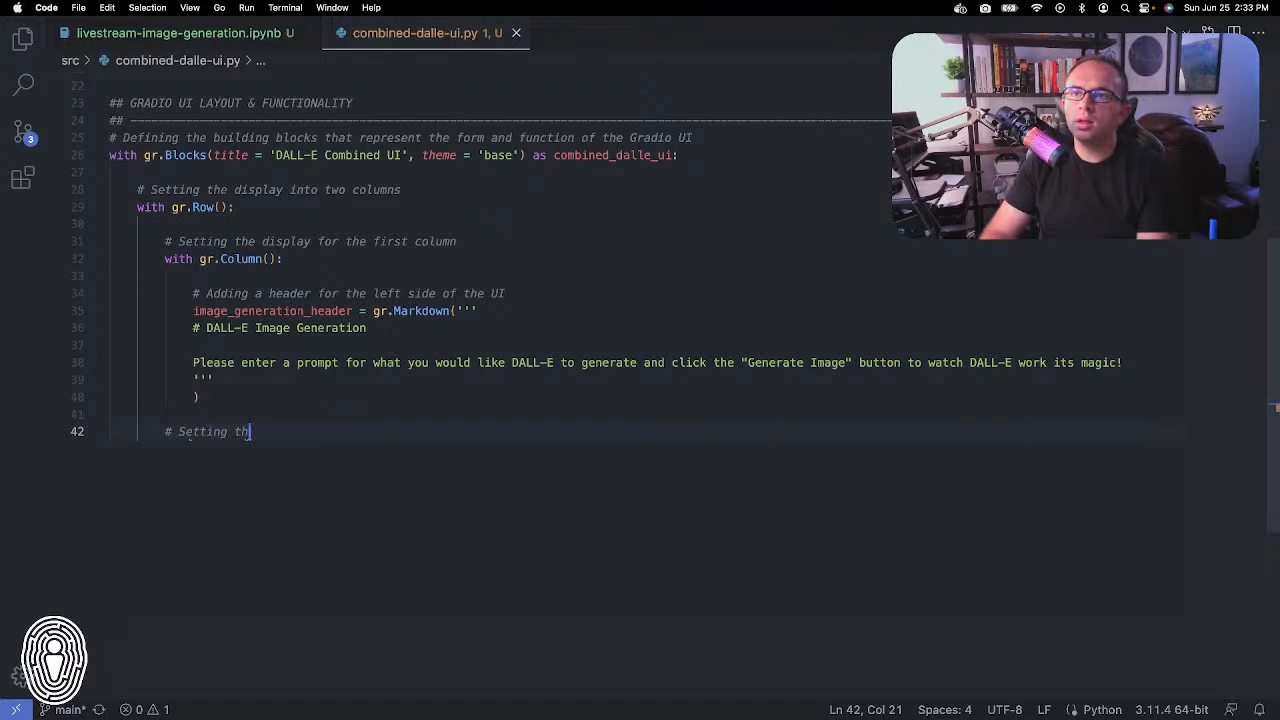 Code File Edit Selection View Go Run Terminal Window Help Sun Jun 25 2:33 PM
livestream-image-generation.ipynb U combined-dalle-ui.py 1, U
src > combined-dalle-ui.py > ...
22
23 ## GRADIO UI LAYOUT & FUNCTIONALITY
24 ## ----------------------------------------------------------------------------------------------------------------
25 # Defining the building blocks that represent the form and function of the Gradio UI
26 with gr.Blocks(title = 'DALL-E Combined UI', theme = 'base') as combined_dalle_ui:
27
28 # Setting the display into two columns
29 with gr.Row():
30
31 # Setting the display for the first column
32 with gr.Column():
33
34 # Adding a header for the left side of the UI
35 image_generation_header = gr.Markdown('''
36 # DALL-E Image Generation
37
38 Please enter a prompt for what you would like DALL-E to generate and click the "Generate Image" button to watch DALL-E work its magic!
39 '''
40 )
41
42 # Setting th
3
main* 0 1 Ln 42, Col 21 Spaces: 4 UTF-8 LF Python 3.11.4 64-bit